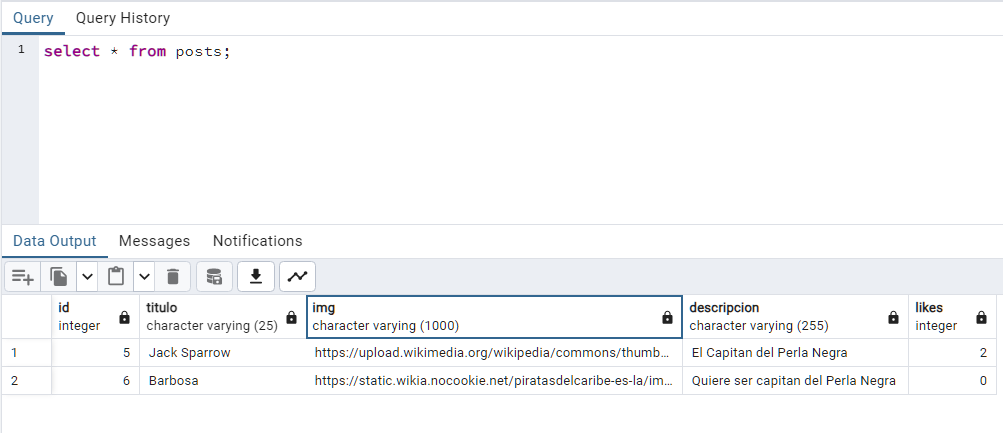 Query Query History
1 select * from posts;
Data Output Messages Notifications
id titulo img descripcion likes
integer character varying (25) character varying (1000) character varying (255) integer
1 5 Jack Sparrow https://upload.wikimedia.org/wikipedia/commons/thumb... El Capitan del Perla Negra 2
2 6 Barbosa https://static.wikia.nocookie.net/piratasdelcaribe-es-la/im... Quiere ser capitan del Perla Negra 0